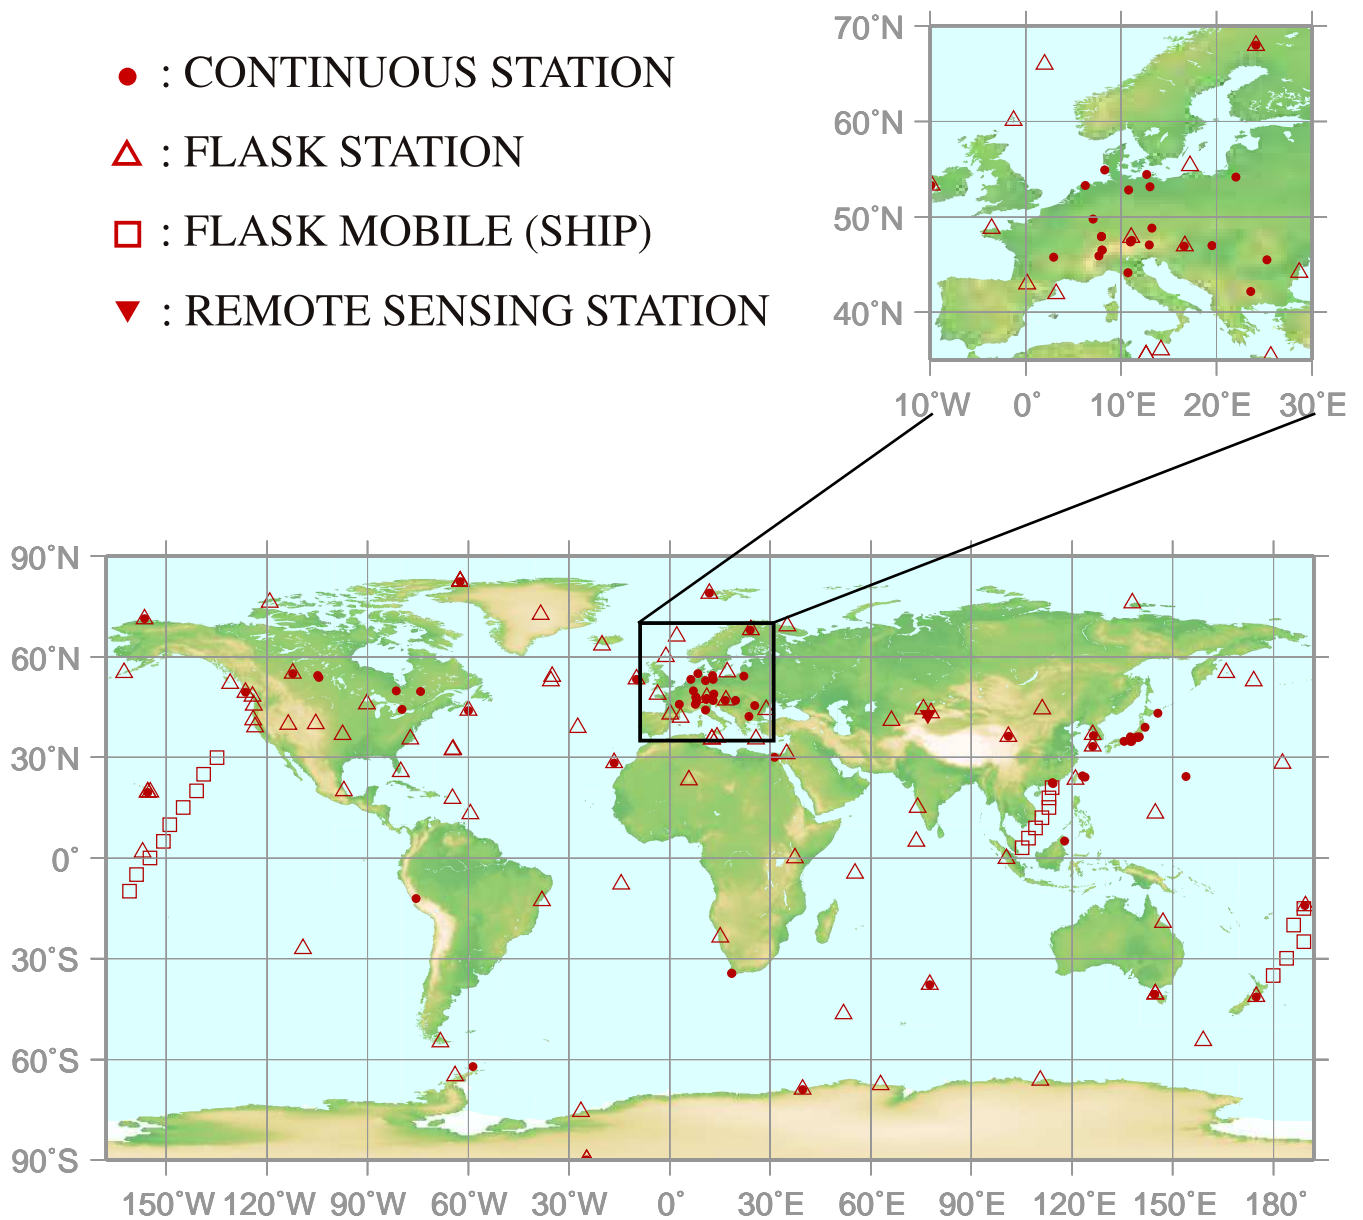 : CONTINUOUS STATION
: FLASK STATION
: FLASK MOBILE (SHIP)
: REMOTE SENSING STATION
70˚N
60˚N
50˚N
40˚N
10˚W 0˚ 10˚E 20˚E 30˚E
90˚N
60˚N
30˚N
0˚
30˚S
60˚S
90˚S
150˚W 120˚W 90˚W 60˚W 30˚W 0˚ 30˚E 60˚E 90˚E 120˚E 150˚E 180˚